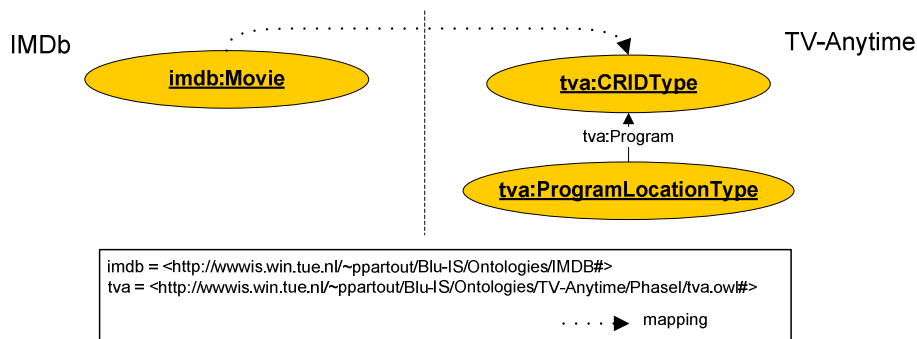 IMDb
TV-Anytime
imdb:Movie
tva:CRIDType
tva:Program
tva:ProgramLocationType
imdb = <http://wwwis.win.tue.nl/~ppartout/Blu-IS/Ontologies/IMDB#>
tva = <http://wwwis.win.tue.nl/~ppartout/Blu-IS/Ontologies/TV-Anytime/PhaseI/tva.owl#>
mapping